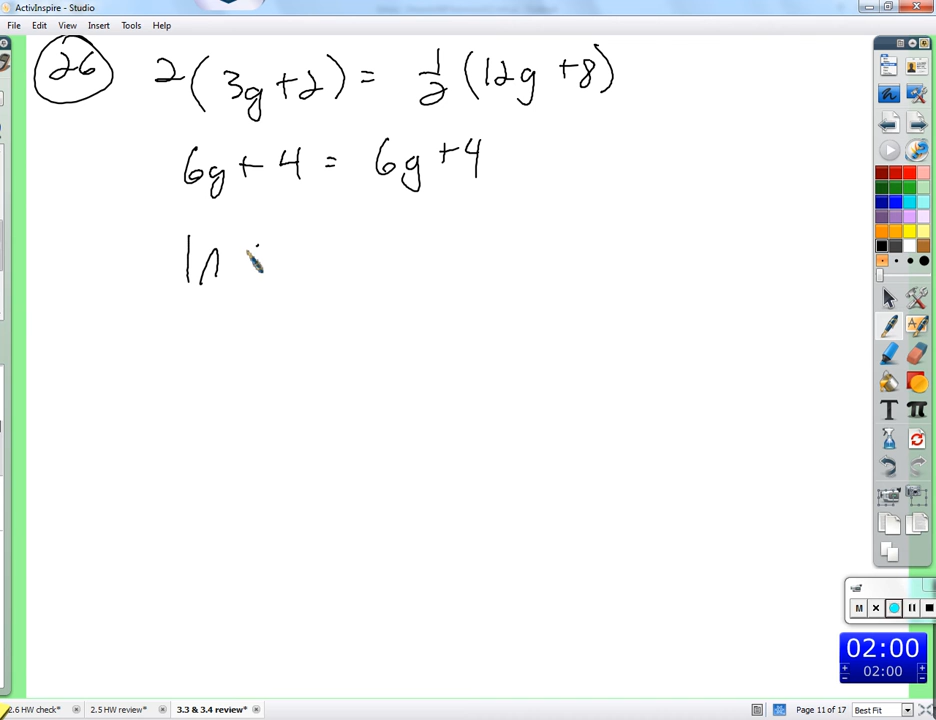 ActivInspire - Studio
File Edit View Insert Tools Help
26 2(3g+2) = 1/2 (12g+8)
6g+4 = 6g+4
In
M
02:00
02:00
2.6 HW check* 2.5 HW review* 3.3 & 3.4 review* Page 11 of 17 Best Fit